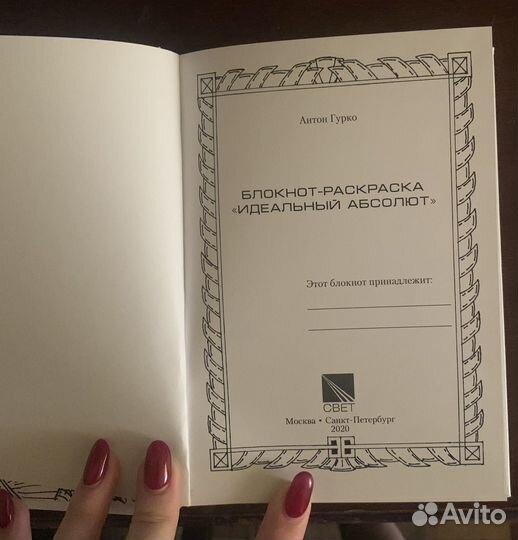 Антон Гурко
БЛОКНОТ-РАСКРАСКА
«ИДЕАЛЬНЫЙ АБСОЛЮТ»
Этот блокнот принадлежит:
СВЕТ
Москва • Санкт-Петербург
2020
Avito